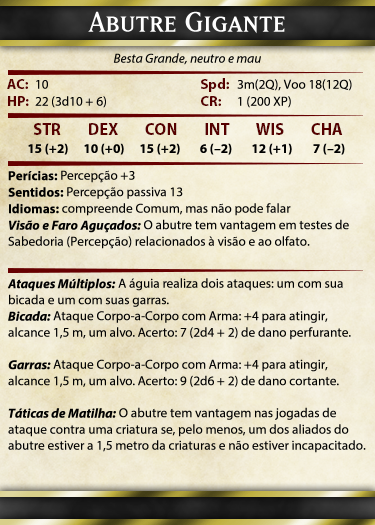 ABUTRE GIGANTE
Besta Grande, neutro e mau
AC: 10 Spd: 3m(2Q), Voo 18(12Q)
HP: 22 (3d10 + 6) CR: 1 (200 XP)
STR DEX CON INT WIS CHA
15 (+2) 10 (+0) 15 (+2) 6 (–2) 12 (+1) 7 (–2)
Perícias: Percepção +3
Sentidos: Percepção passiva 13
Idiomas: compreende Comum, mas não pode falar
Visão e Faro Aguçados: O abutre tem vantagem em testes de
Sabedoria (Percepção) relacionados à visão e ao olfato.
Ataques Múltiplos: A águia realiza dois ataques: um com sua
bicada e um com suas garras.
Bicada: Ataque Corpo-a-Corpo com Arma: +4 para atingir,
alcance 1,5 m, um alvo. Acerto: 7 (2d4 + 2) de dano perfurante.
Garras: Ataque Corpo-a-Corpo com Arma: +4 para atingir,
alcance 1,5 m, um alvo. Acerto: 9 (2d6 + 2) de dano cortante.
Táticas de Matilha: O abutre tem vantagem nas jogadas de
ataque contra uma criatura se, pelo menos, um dos aliados do
abutre estiver a 1,5 metro da criaturas e não estiver incapacitado.